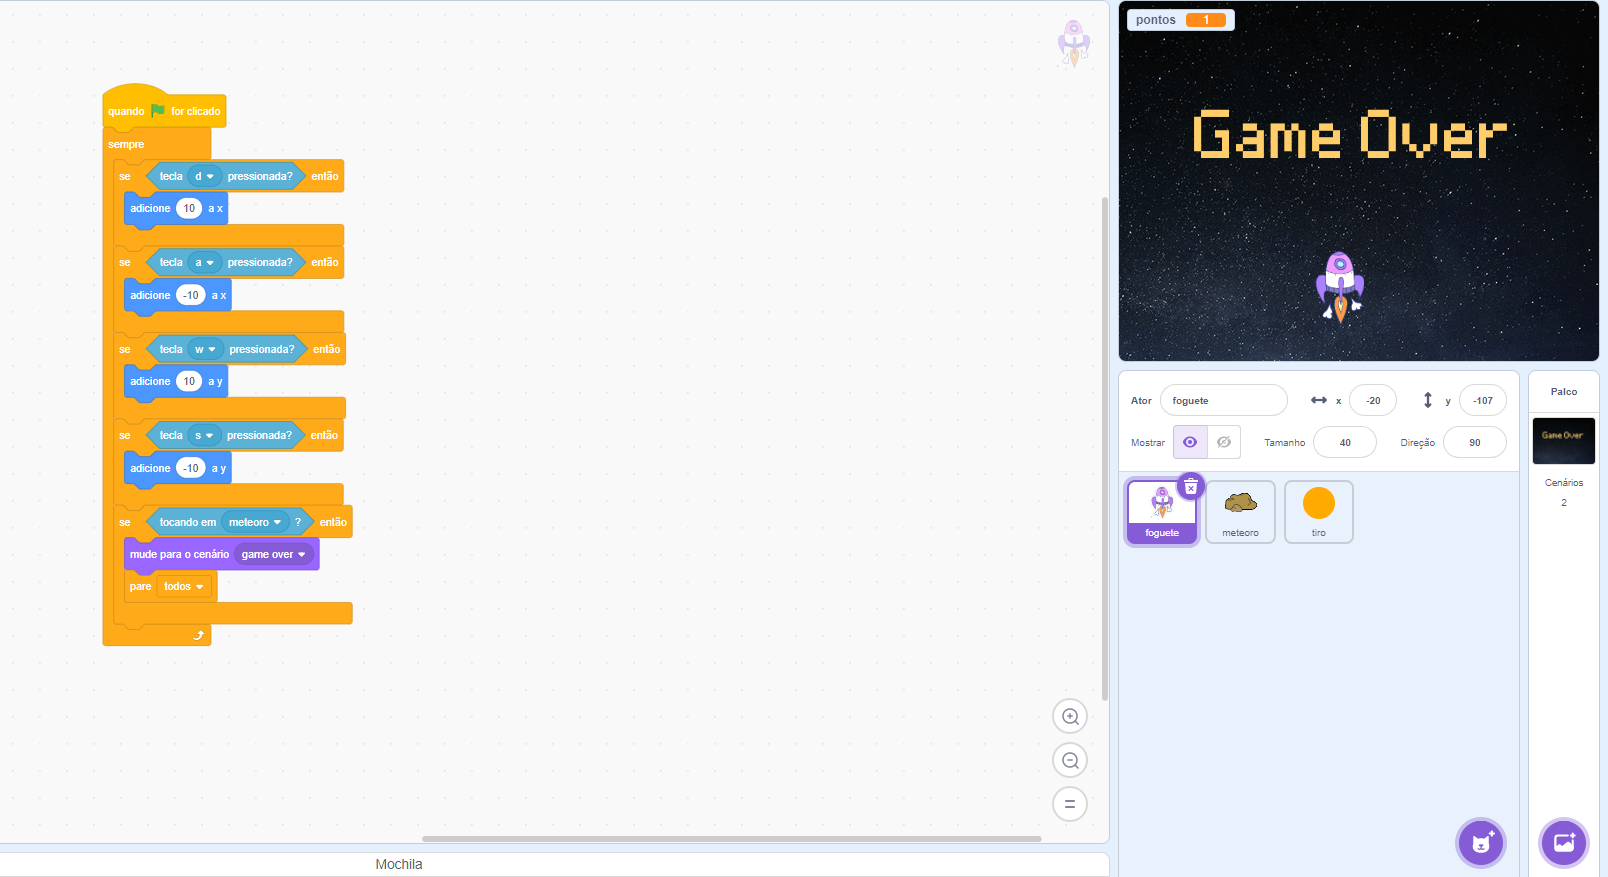 quando for clicado
sempre
se tecla d pressionada? então
adicione 10 a x
se tecla a pressionada? então
adicione -10 a x
se tecla w pressionada? então
adicione 10 a y
se tecla s pressionada? então
adicione -10 a y
se tocando em meteoro ? então
mude para o cenário game over
pare todos
Mochila
pontos 1
Game Over
Ator foguete x -20 y -107
Mostrar Tamanho 40 Direção 90
foguete
meteoro
tiro
Palco
Game Over
Cenários
2